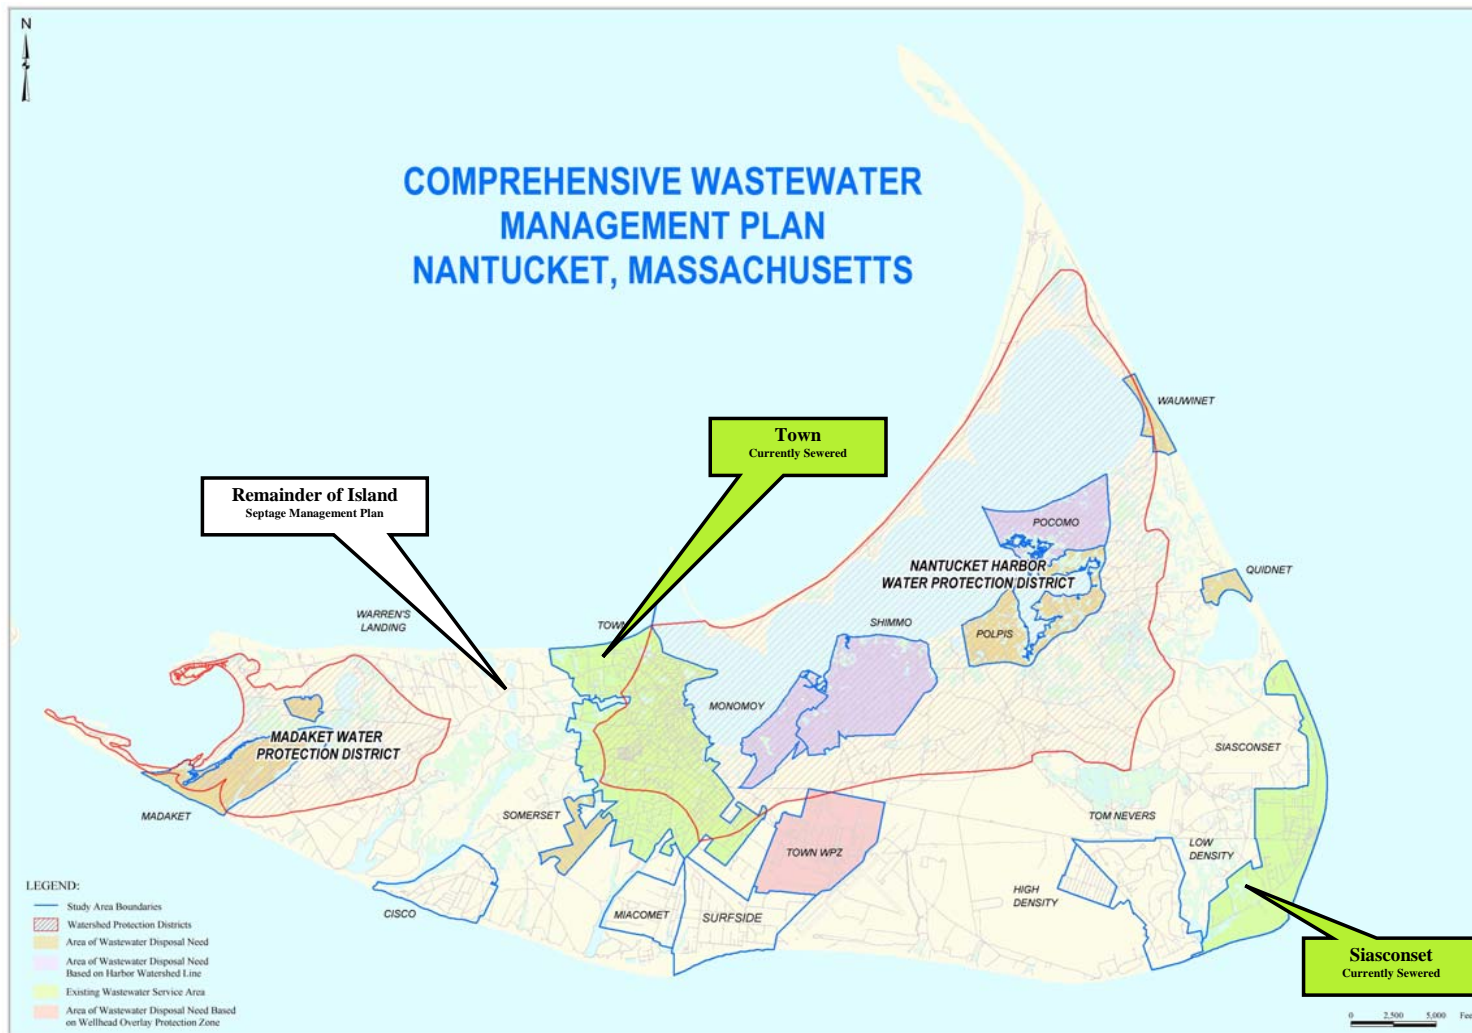 N
COMPREHENSIVE WASTEWATER
MANAGEMENT PLAN
NANTUCKET, MASSACHUSETTS
Town
Currently Sewered
Remainder of Island
Septage Management Plan
WAUWINET
POCOMO
NANTUCKET HARBOR
WATER PROTECTION DISTRICT
QUIDNET
WARREN'S
LANDING
TOWN
SHIMMO
POLPIS
MONOMOY
MADAKET WATER
PROTECTION DISTRICT
SIASCONSET
MADAKET
SOMERSET
TOM NEVERS
TOWN WPZ
LOW
DENSITY
HIGH
DENSITY
CISCO
MIACOMET
SURFSIDE
Siasconset
Currently Sewered
LEGEND:
Study Area Boundaries
Watershed Protection Districts
Area of Wastewater Disposal Need
Area of Wastewater Disposal Need
Based on Harbor Watershed Line
Existing Wastewater Service Area
Area of Wastewater Disposal Need Based
on Wellhead Overlay Protection Zone
0 2,500 5,000 Fee